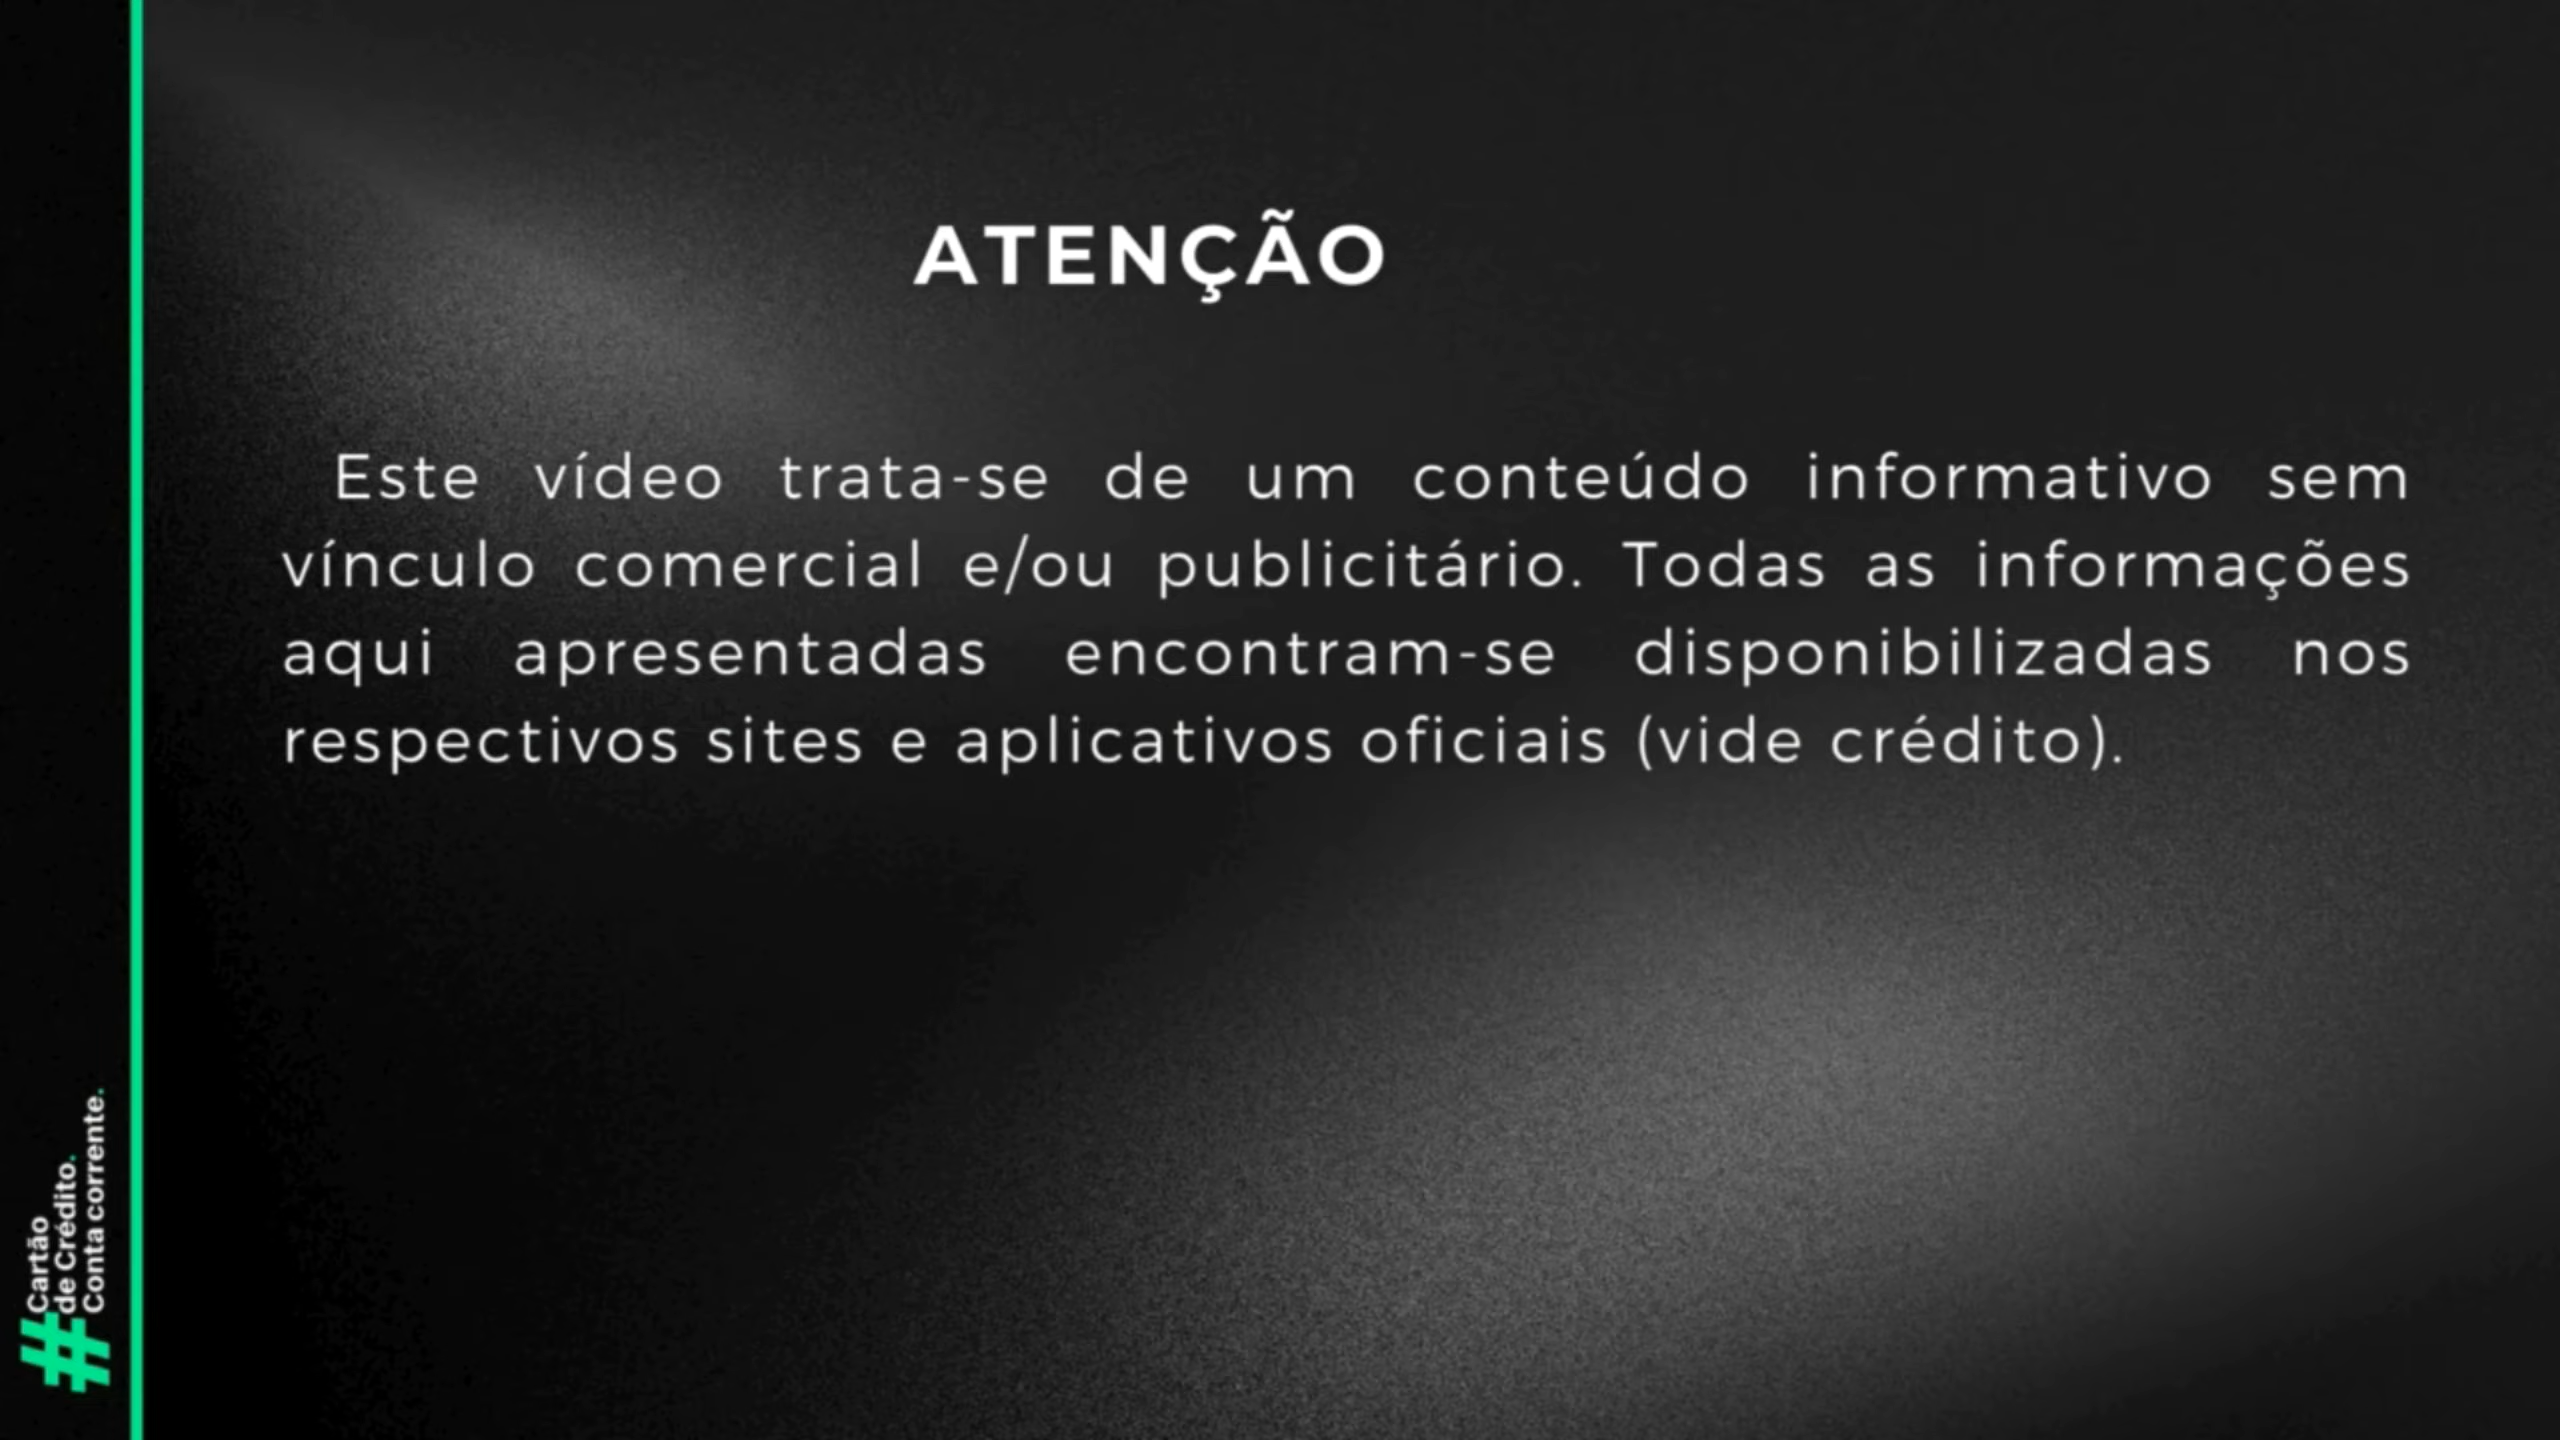 ATENÇÃO
Este vídeo trata-se de um conteúdo informativo sem
vínculo comercial e/ou publicitário. Todas as informações
aqui apresentadas encontram-se disponibilizadas nos
respectivos sites e aplicativos oficiais (vide crédito).
#Cartão
de Crédito.
Conta corrente.